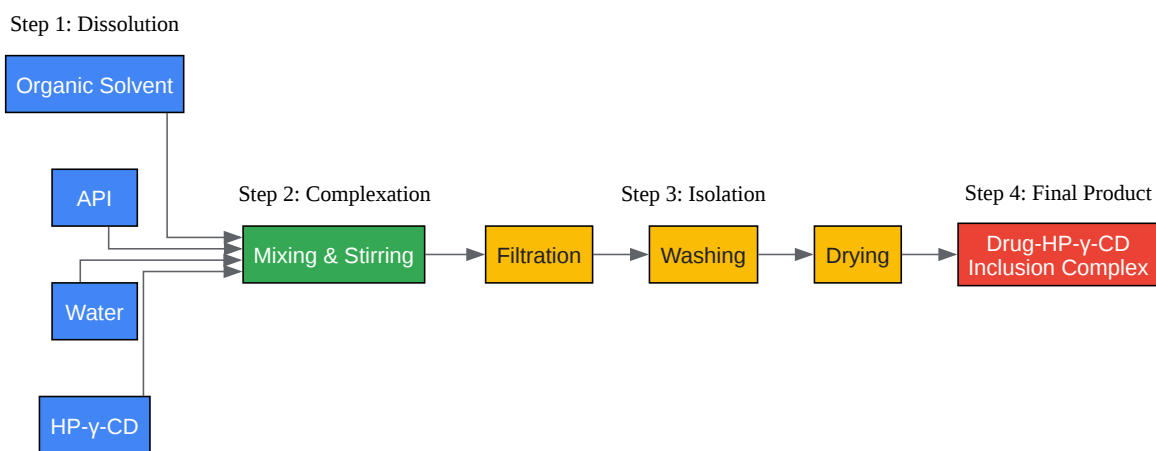 Step 1: Dissolution
Organic Solvent
API
Water
HP-γ-CD
Step 2: Complexation
Mixing & Stirring
Filtration
Step 3: Isolation
Washing
Drying
Step 4: Final Product
Drug-HP-γ-CD
Inclusion Complex